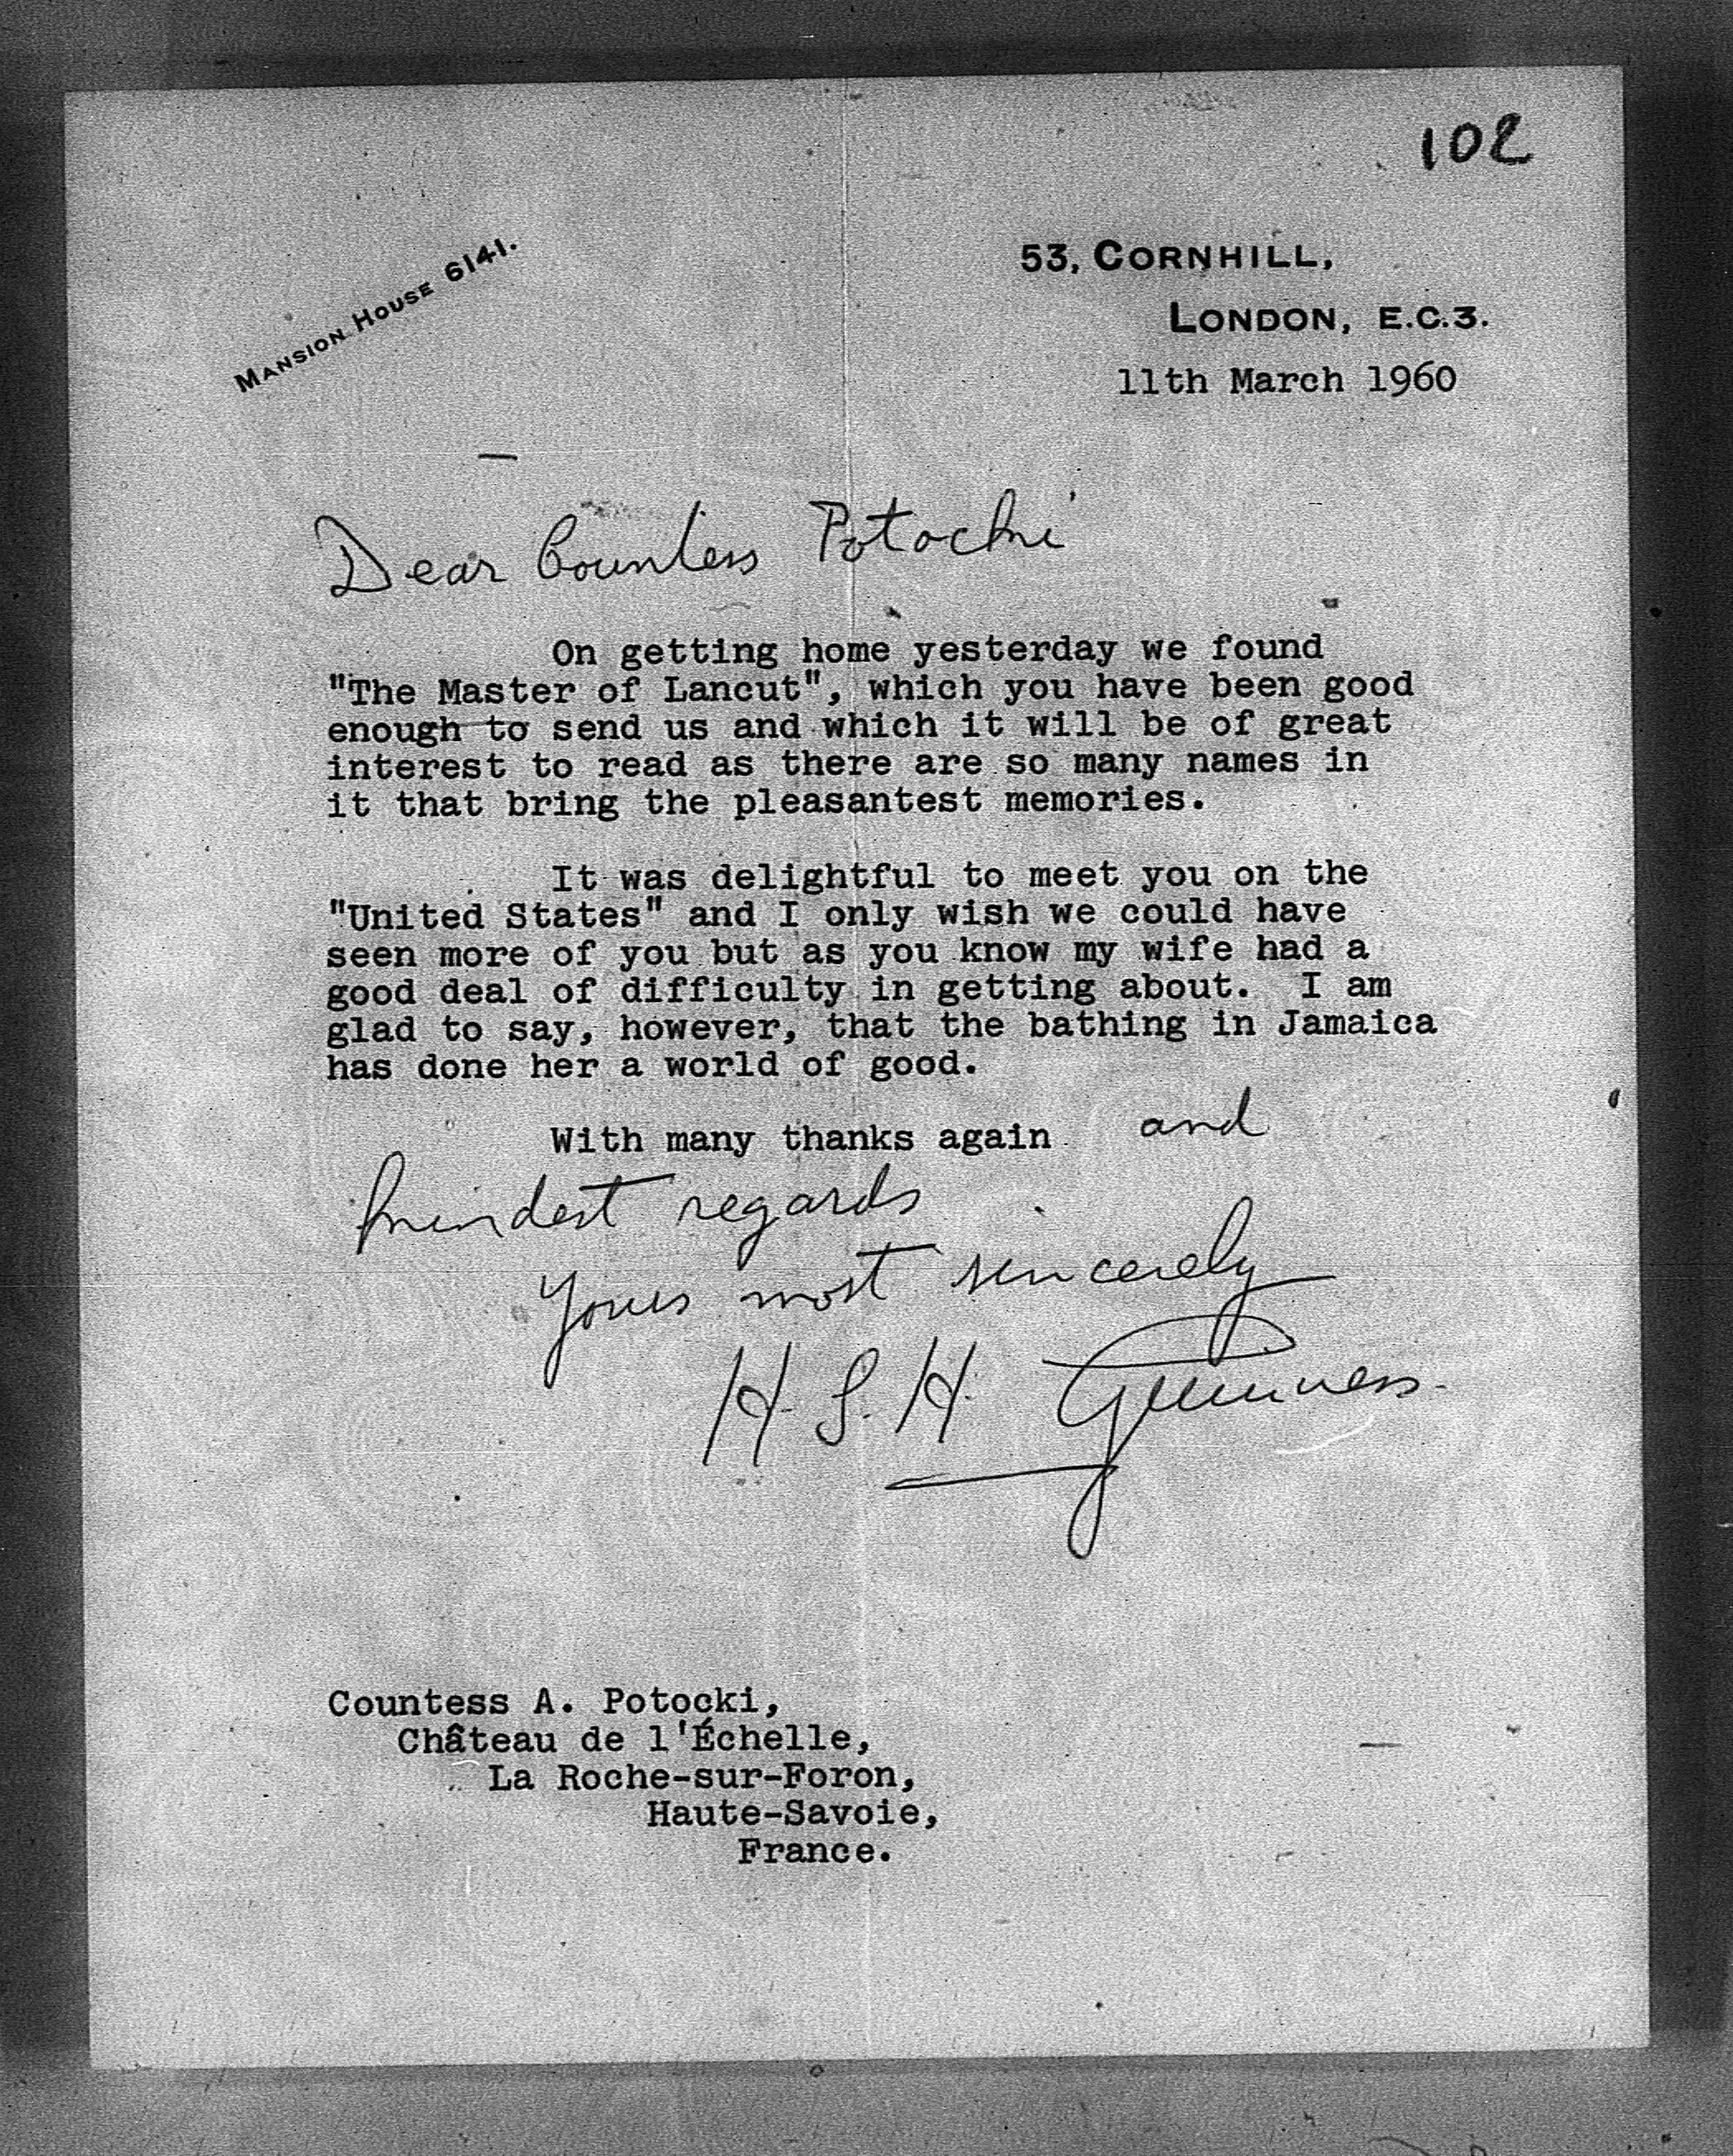 102
MANSION HOUSE 6141.
53, CORNHILL,
LONDON, E.C.3.
11th March 1960
Dear Countess Potocki
On getting home yesterday we found
"The Master of Lancut", which you have been good
enough to send us and which it will be of great
interest to read as there are so many names in
it that bring the pleasantest memories.
It was delightful to meet you on the
"United States" and I only wish we could have
seen more of you but as you know my wife had a
good deal of difficulty in getting about. I am
glad to say, however, that the bathing in Jamaica
has done her a world of good.
With many thanks again and
kindest regards
Yours most sincerely
H. S. H. Guinness.
Countess A. Potocki,
Château de l'Échelle,
La Roche-sur-Foron,
Haute-Savoie,
France.